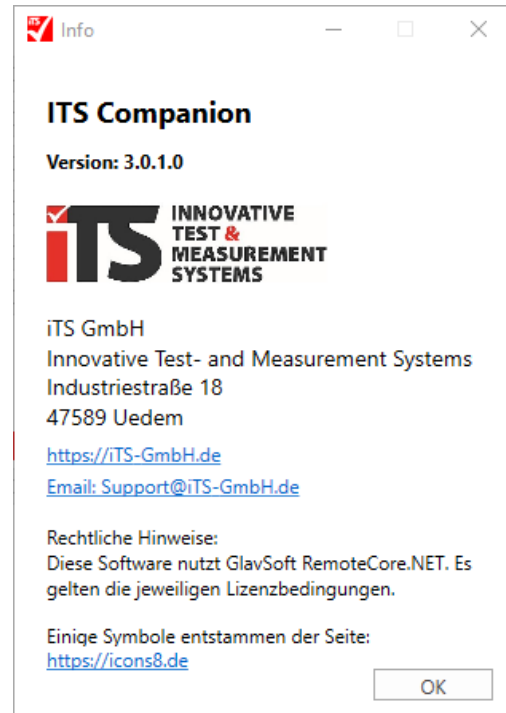 iTS
Info
ITS Companion
Version: 3.0.1.0
iTS
INNOVATIVE
TEST &
MEASUREMENT
SYSTEMS
iTS GmbH
Innovative Test- and Measurement Systems
Industriestraße 18
47589 Uedem
https://iTS-GmbH.de
Email: Support@iTS-GmbH.de
Rechtliche Hinweise:
Diese Software nutzt GlavSoft RemoteCore.NET. Es
gelten die jeweiligen Lizenzbedingungen.
Einige Symbole entstammen der Seite:
https://icons8.de
OK